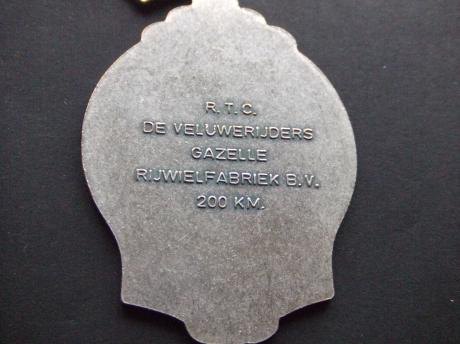 R.T.C.
DE VELUWERIJDERS
GAZELLE
RIJWIELFABRIEK B.V.
200 KM.